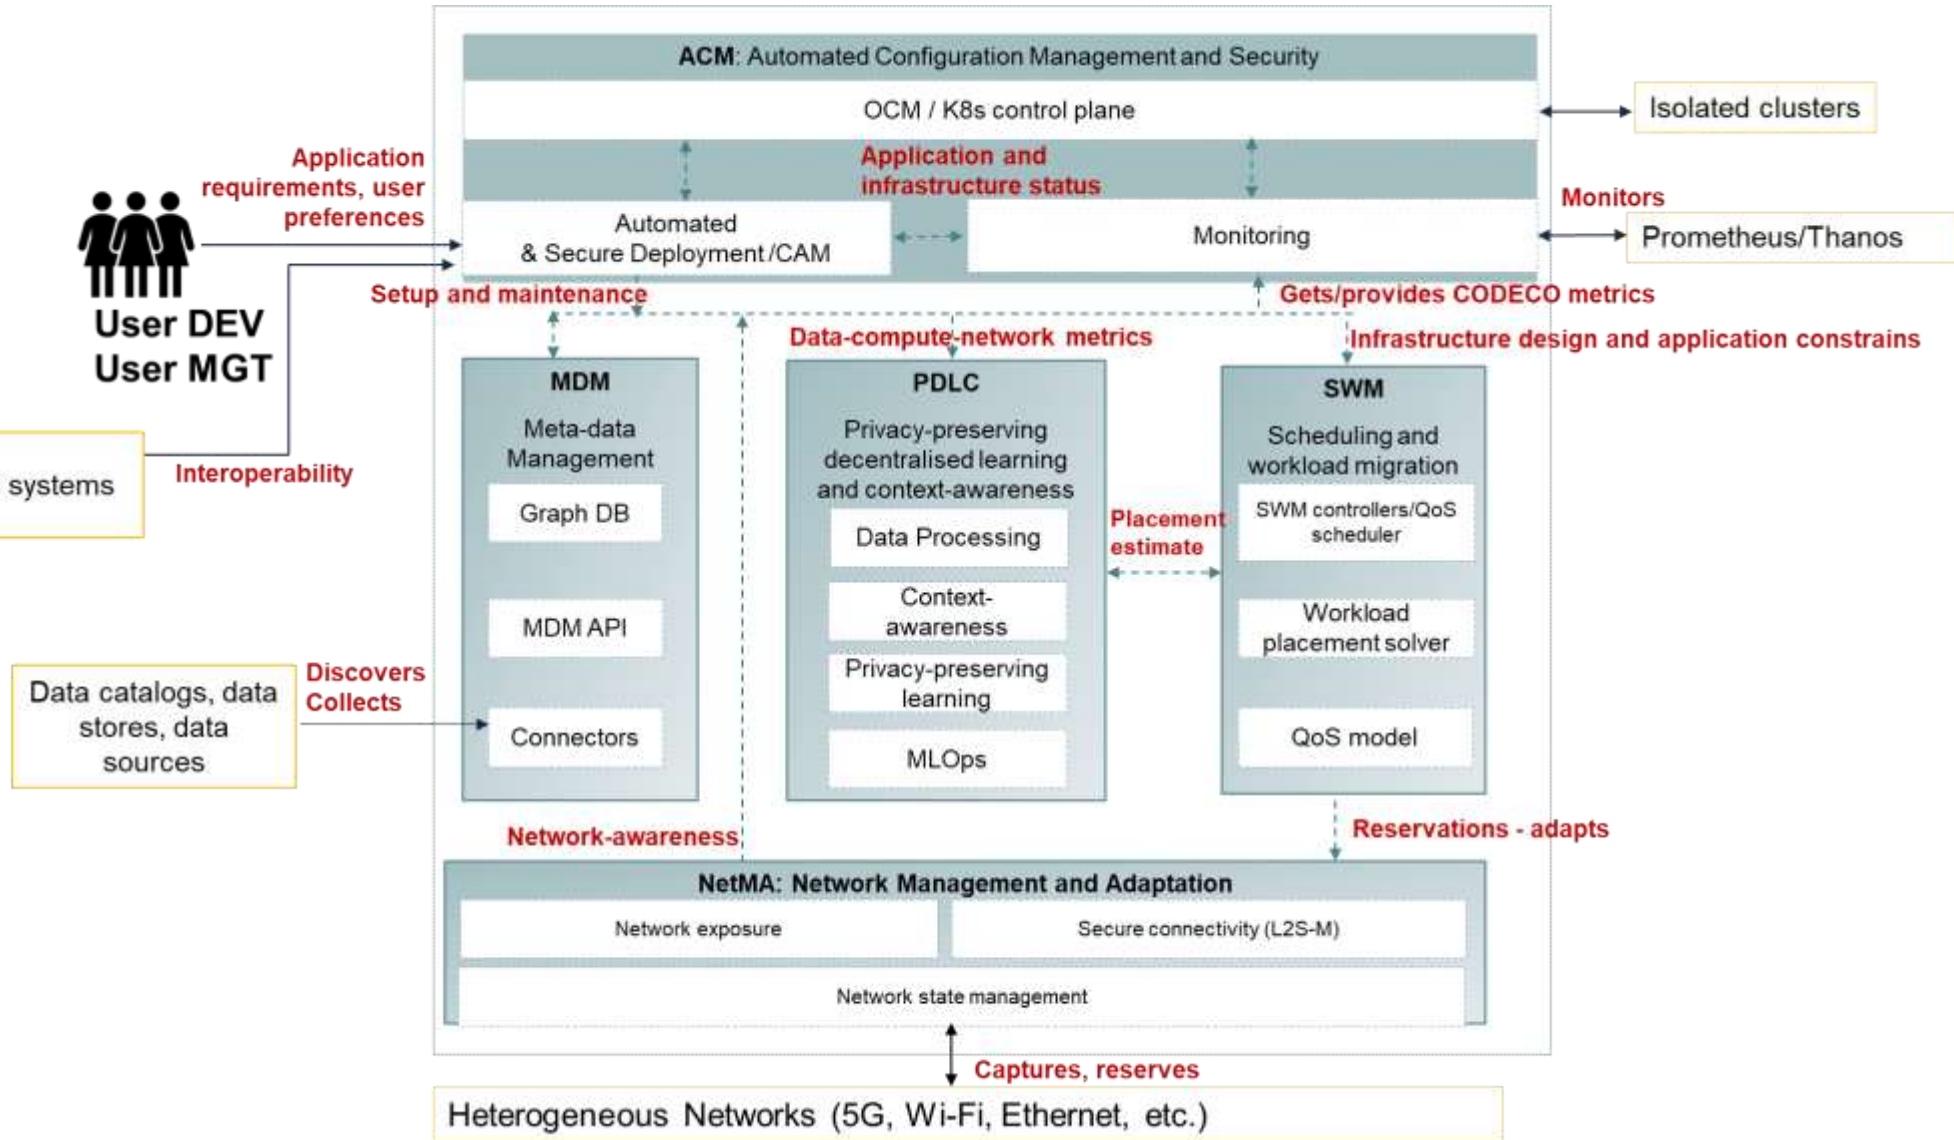 ACM: Automated Configuration Management and Security
OCM / K8s control plane
Isolated clusters
Application
requirements, user
preferences
Application and
infrastructure status
Monitors
Automated
& Secure Deployment /CAM
Monitoring
Prometheus/Thanos
User DEV
User MGT
Setup and maintenance
Gets/provides CODECO metrics
Data-compute-network metrics
Infrastructure design and application constrains
systems
Interoperability
MDM
Meta-data
Management
Graph DB
MDM API
Connectors
PDLC
Privacy-preserving
decentralised learning
and context-awareness
Data Processing
Context-
awareness
Privacy-preserving
learning
MLOps
Placement
estimate
SWM
Scheduling and
workload migration
SWM controllers/QoS
scheduler
Workload
placement solver
QoS model
Data catalogs, data
stores, data
sources
Discovers
Collects
Network-awareness
Reservations - adapts
NetMA: Network Management and Adaptation
Network exposure
Secure connectivity (L2S-M)
Network state management
Captures, reserves
Heterogeneous Networks (5G, Wi-Fi, Ethernet, etc.)